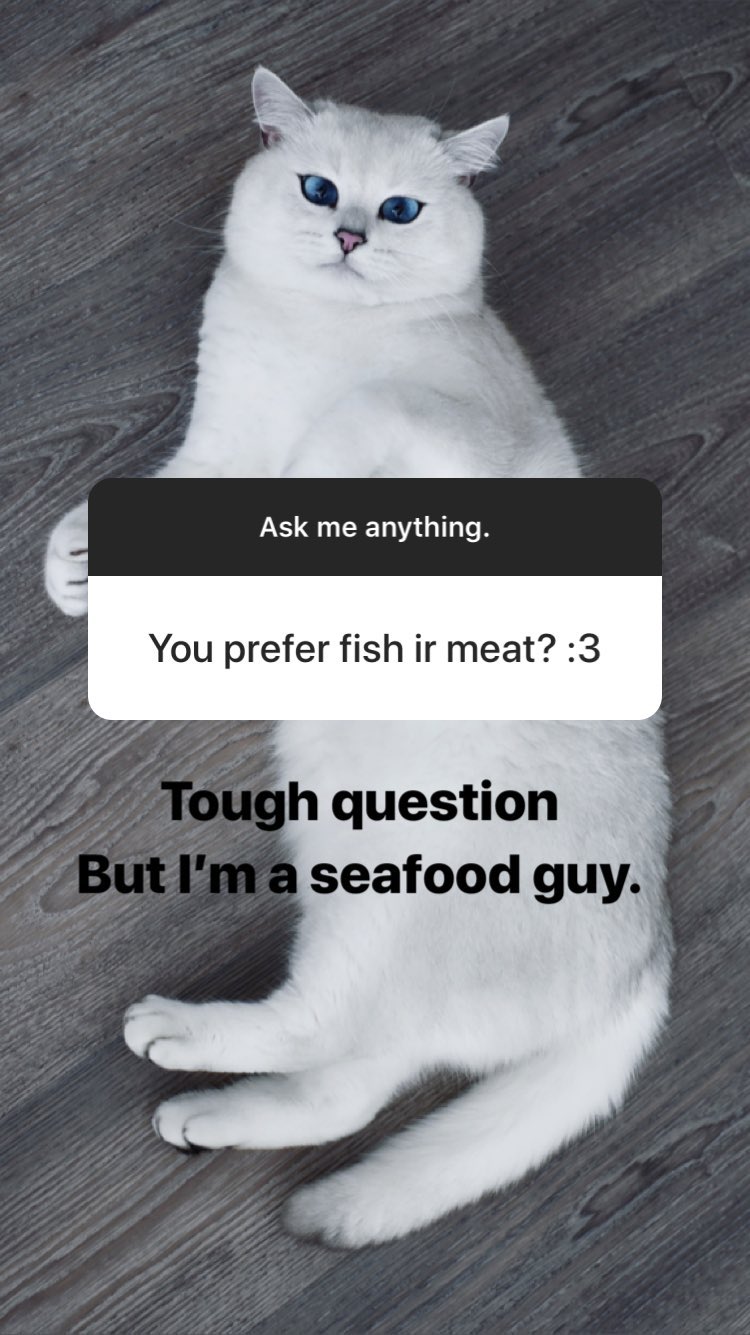 Ask me anything.
You prefer fish ir meat? :3
Tough question
But I’m a seafood guy.